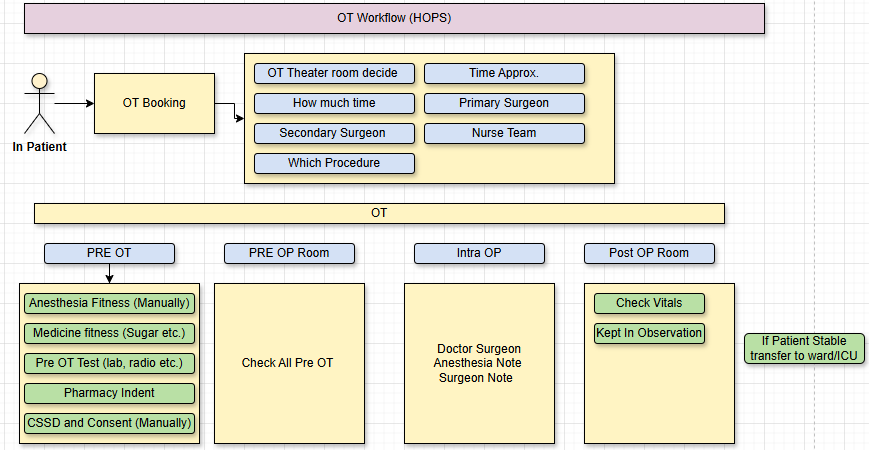 OT Workflow (HOPS)
In Patient
OT Booking
OT Theater room decide
Time Approx.
How much time
Primary Surgeon
Secondary Surgeon
Nurse Team
Which Procedure
OT
PRE OT
PRE OP Room
Intra OP
Post OP Room
Anesthesia Fitness (Manually)
Medicine fitness (Sugar etc.)
Pre OT Test (lab, radio etc.)
Pharmacy Indent
CSSD and Consent (Manually)
Check All Pre OT
Doctor Surgeon
Anesthesia Note
Surgeon Note
Check Vitals
Kept In Observation
If Patient Stable
transfer to ward/ICU